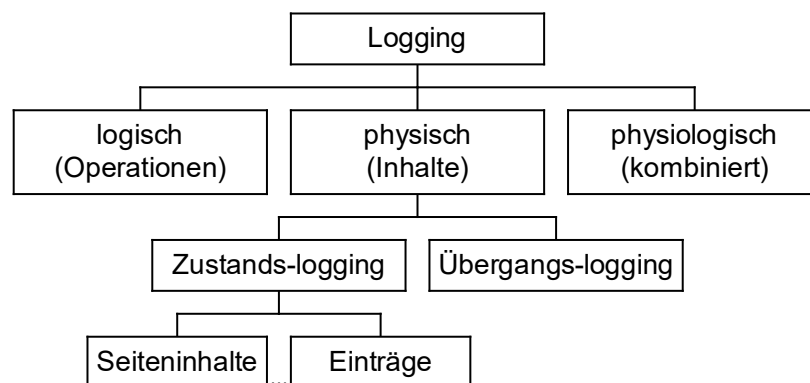 Logging
logisch
(Operationen)
physisch
(Inhalte)
physiologisch
(kombiniert)
Zustands-logging
Übergangs-logging
Seiteninhalte
...
Einträge